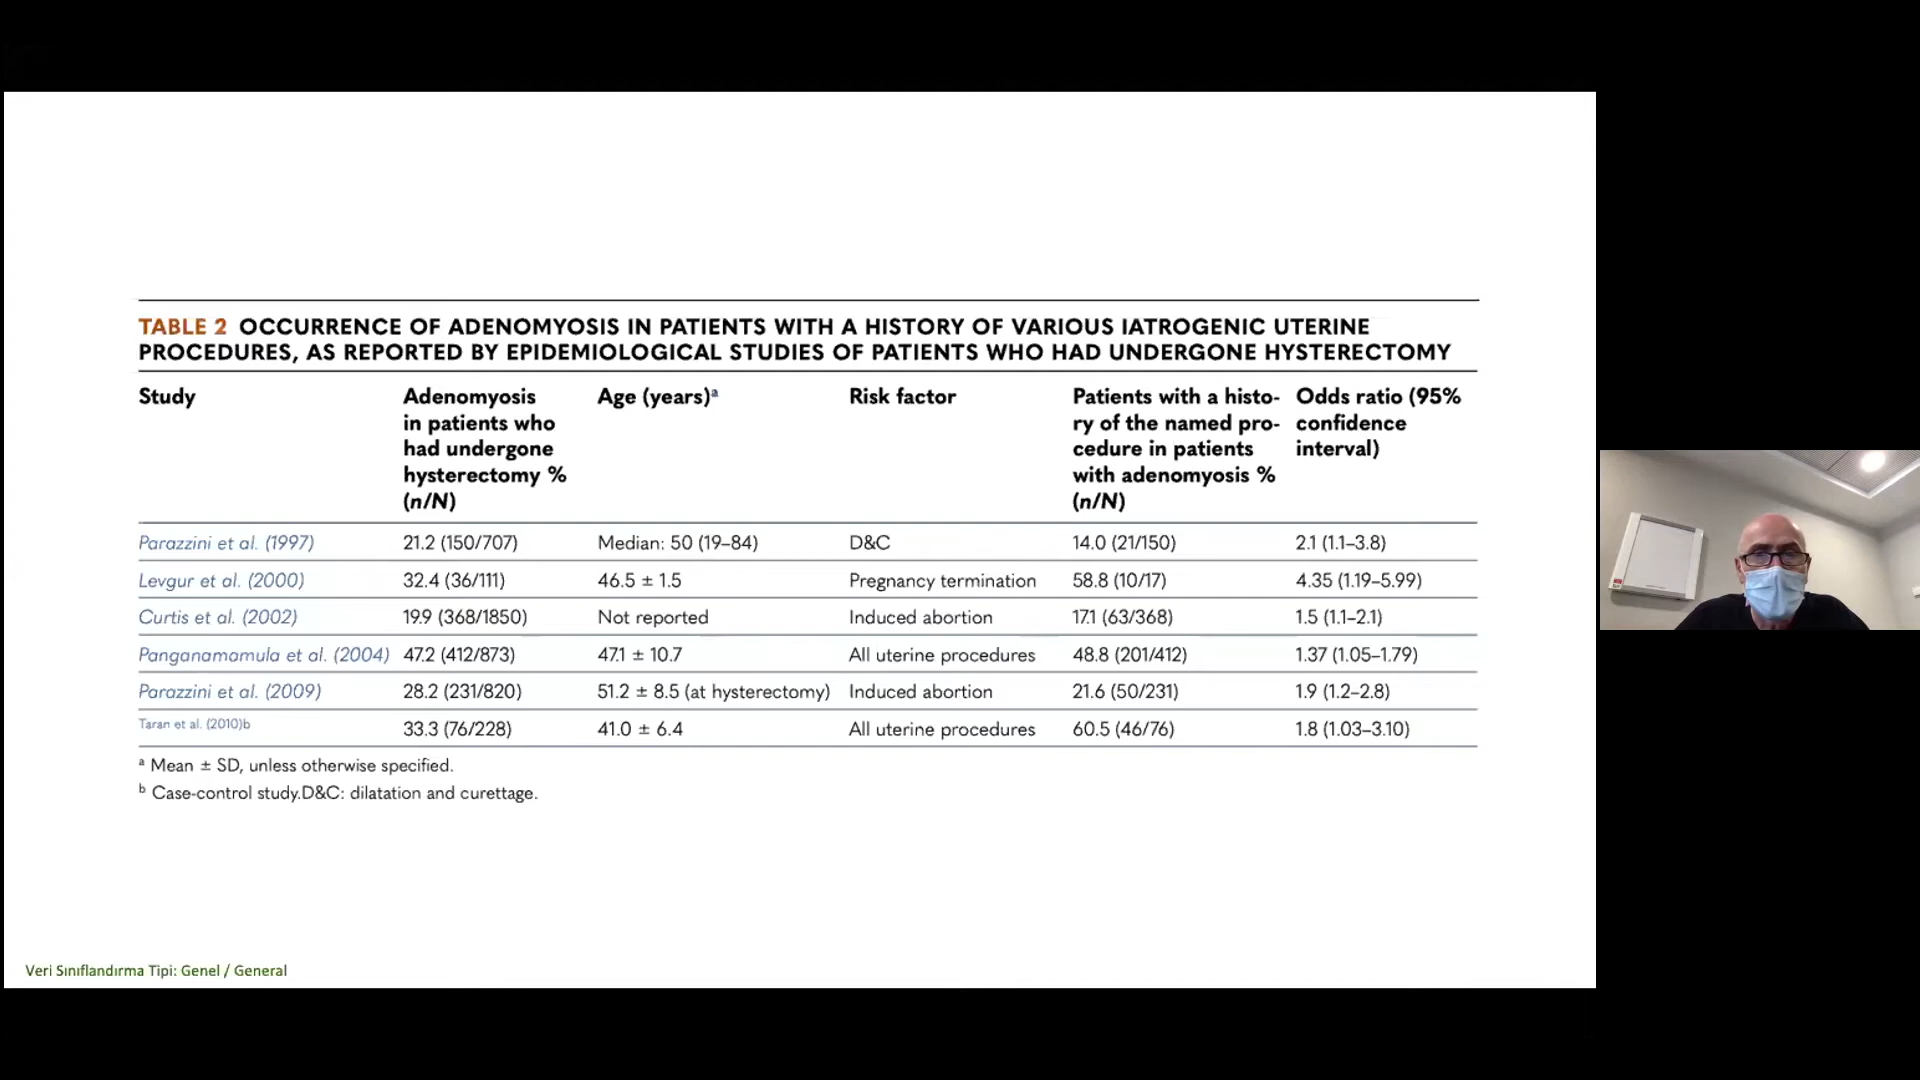 TABLE 2 OCCURRENCE OF ADENOMYOSIS IN PATIENTS WITH A HISTORY OF VARIOUS IATROGENIC UTERINE
PROCEDURES, AS REPORTED BY EPIDEMIOLOGICAL STUDIES OF PATIENTS WHO HAD UNDERGONE HYSTERECTOMY
Study Adenomyosis Age (years)a Risk factor Patients with a histo- Odds ratio (95%
in patients who ry of the named pro- confidence
had undergone cedure in patients interval)
hysterectomy % with adenomyosis %
(n/N) (n/N)
Parazzini et al. (1997) 21.2 (150/707) Median: 50 (19–84) D&C 14.0 (21/150) 2.1 (1.1–3.8)
Levgur et al. (2000) 32.4 (36/111) 46.5 ± 1.5 Pregnancy termination 58.8 (10/17) 4.35 (1.19–5.99)
Curtis et al. (2002) 19.9 (368/1850) Not reported Induced abortion 17.1 (63/368) 1.5 (1.1–2.1)
Panganamamula et al. (2004) 47.2 (412/873) 47.1 ± 10.7 All uterine procedures 48.8 (201/412) 1.37 (1.05–1.79)
Parazzini et al. (2009) 28.2 (231/820) 51.2 ± 8.5 (at hysterectomy) Induced abortion 21.6 (50/231) 1.9 (1.2–2.8)
Taran et al. (2010)b 33.3 (76/228) 41.0 ± 6.4 All uterine procedures 60.5 (46/76) 1.8 (1.03–3.10)
a Mean ± SD, unless otherwise specified.
b Case-control study.D&C: dilatation and curettage.
Veri Sınıflandırma Tipi: Genel / General